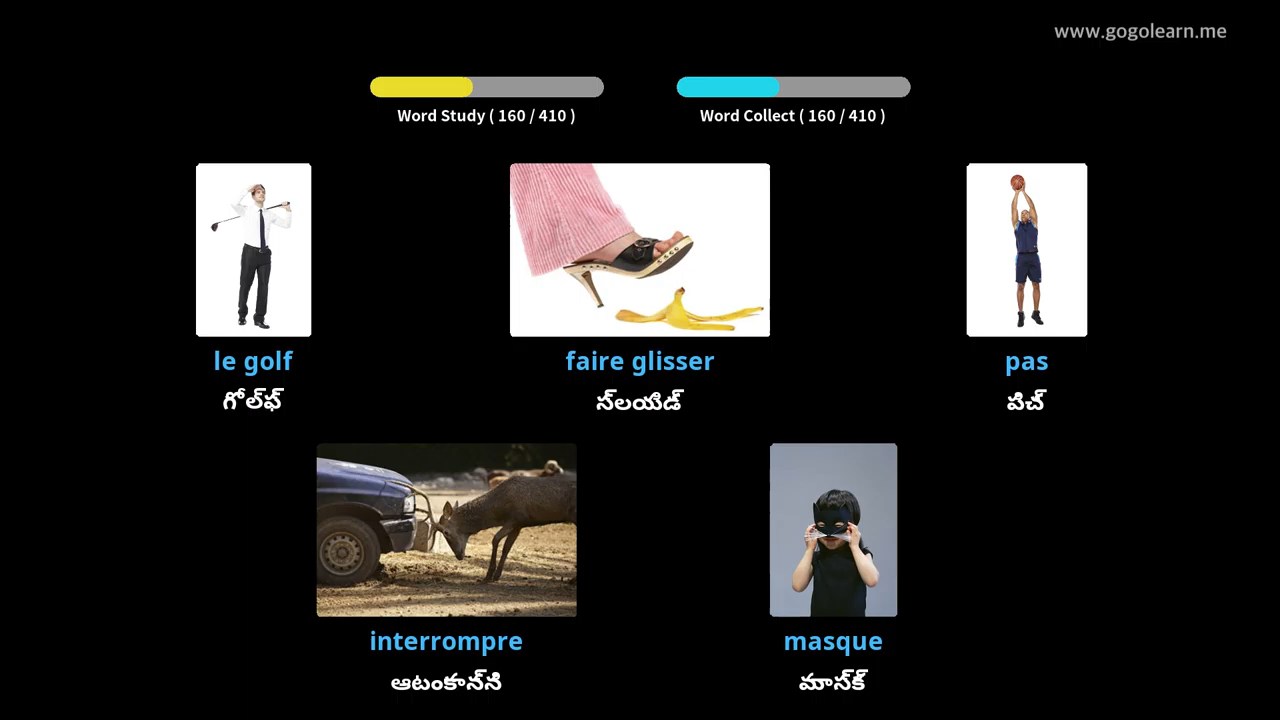 www.gogolearn.me
Word Study ( 160 / 410 )
Word Collect ( 160 / 410 )
le golf
faire glisser
pas
గోల్‌ఫ్
స్‌లయిడ్
పిచ్
interrompre
masque
ఆటంకాన్‌ని
మాస్‌క్